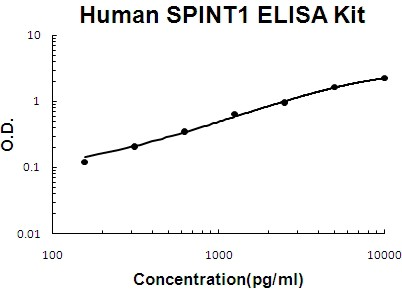 Human SPINT1 ELISA Kit
10
1
0.1
0.01
O.D.
100
1000
10000
Concentration(pg/ml)